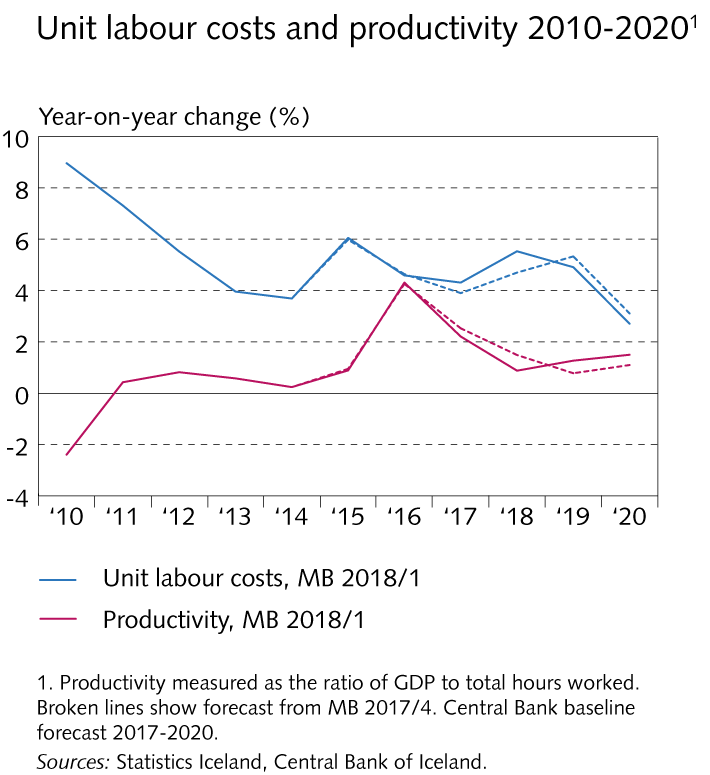 Unit labour costs and productivity 2010-2020¹
Year-on-year change (%)
10
8
6
4
2
0
-2
-4
‘10 ‘11 ‘12 ‘13 ‘14 ‘15 ‘16 ‘17 ‘18 ‘19 ‘20
Unit labour costs, MB 2018/1
Productivity, MB 2018/1
1. Productivity measured as the ratio of GDP to total hours worked.
Broken lines show forecast from MB 2017/4. Central Bank baseline
forecast 2017-2020.
Sources: Statistics Iceland, Central Bank of Iceland.